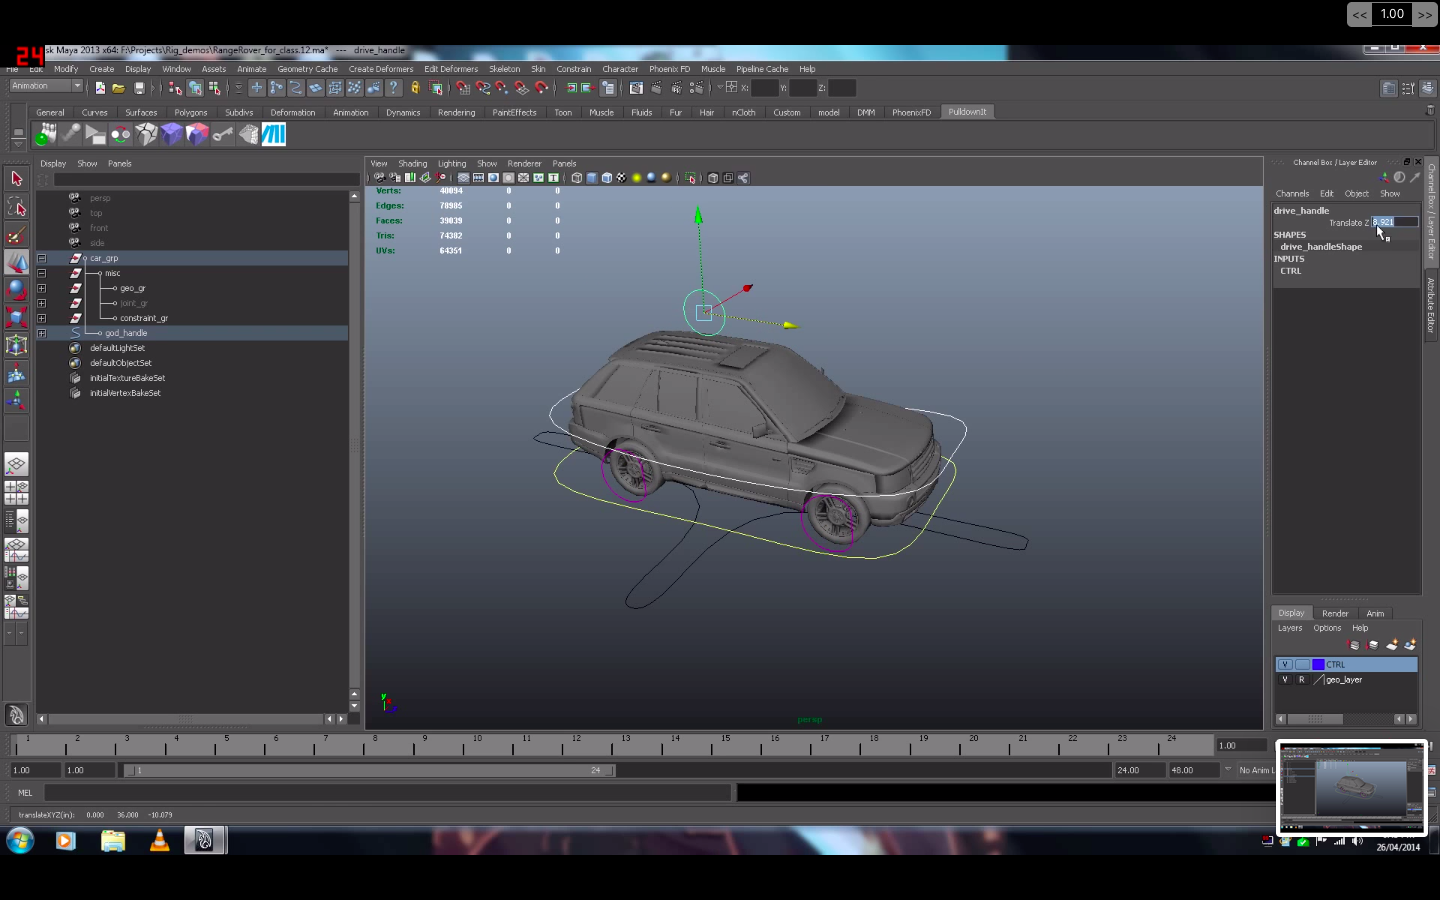 << 1.00 >>
24
sk Maya 2013 x64: F:\Projects\Rig_demos\RangeRover_for_class.12.ma* --- drive_handle
File Edit Modify Create Display Window Assets Animate Geometry Cache Create Deformers Edit Deformers Skeleton Skin Constrain Character Phoenix FD Muscle Pipeline Cache Help
Animation X: Y: Z:
General Curves Surfaces Polygons Subdivs Deformation Animation Dynamics Rendering PaintEffects Toon Muscle Fluids Fur Hair nCloth Custom model DMM PhoenixFD PulldownIt
Display Show Panels
persp
top
front
side
car_grp
misc
geo_gr
joint_gr
constraint_gr
god_handle
defaultLightSet
defaultObjectSet
initialTextureBakeSet
initialVertexBakeSet
View Shading Lighting Show Renderer Panels
Verts: 40894 0 0
Edges: 78905 0 0
Faces: 39839 0 0
Tris: 74382 0 0
UVs: 64351 0 0
y
persp
Channel Box / Layer Editor
Channels Edit Object Show
drive_handle
Translate Z 8.921
SHAPES
drive_handleShape
INPUTS
CTRL
Channel Box / Layer Editor
Attribute Editor
Display Render Anim
Layers Options Help
V CTRL
V R geo_layer
1 2 3 4 5 6 7 8 9 10 11 12 13 14 15 16 17 18 19 20 21 22 23 24 1.00
1.00 1.00 1 24 24.00 48.00 No Anim L
MEL
translateXYZ(in): 0.000 36.000 -10.079
26/04/2014